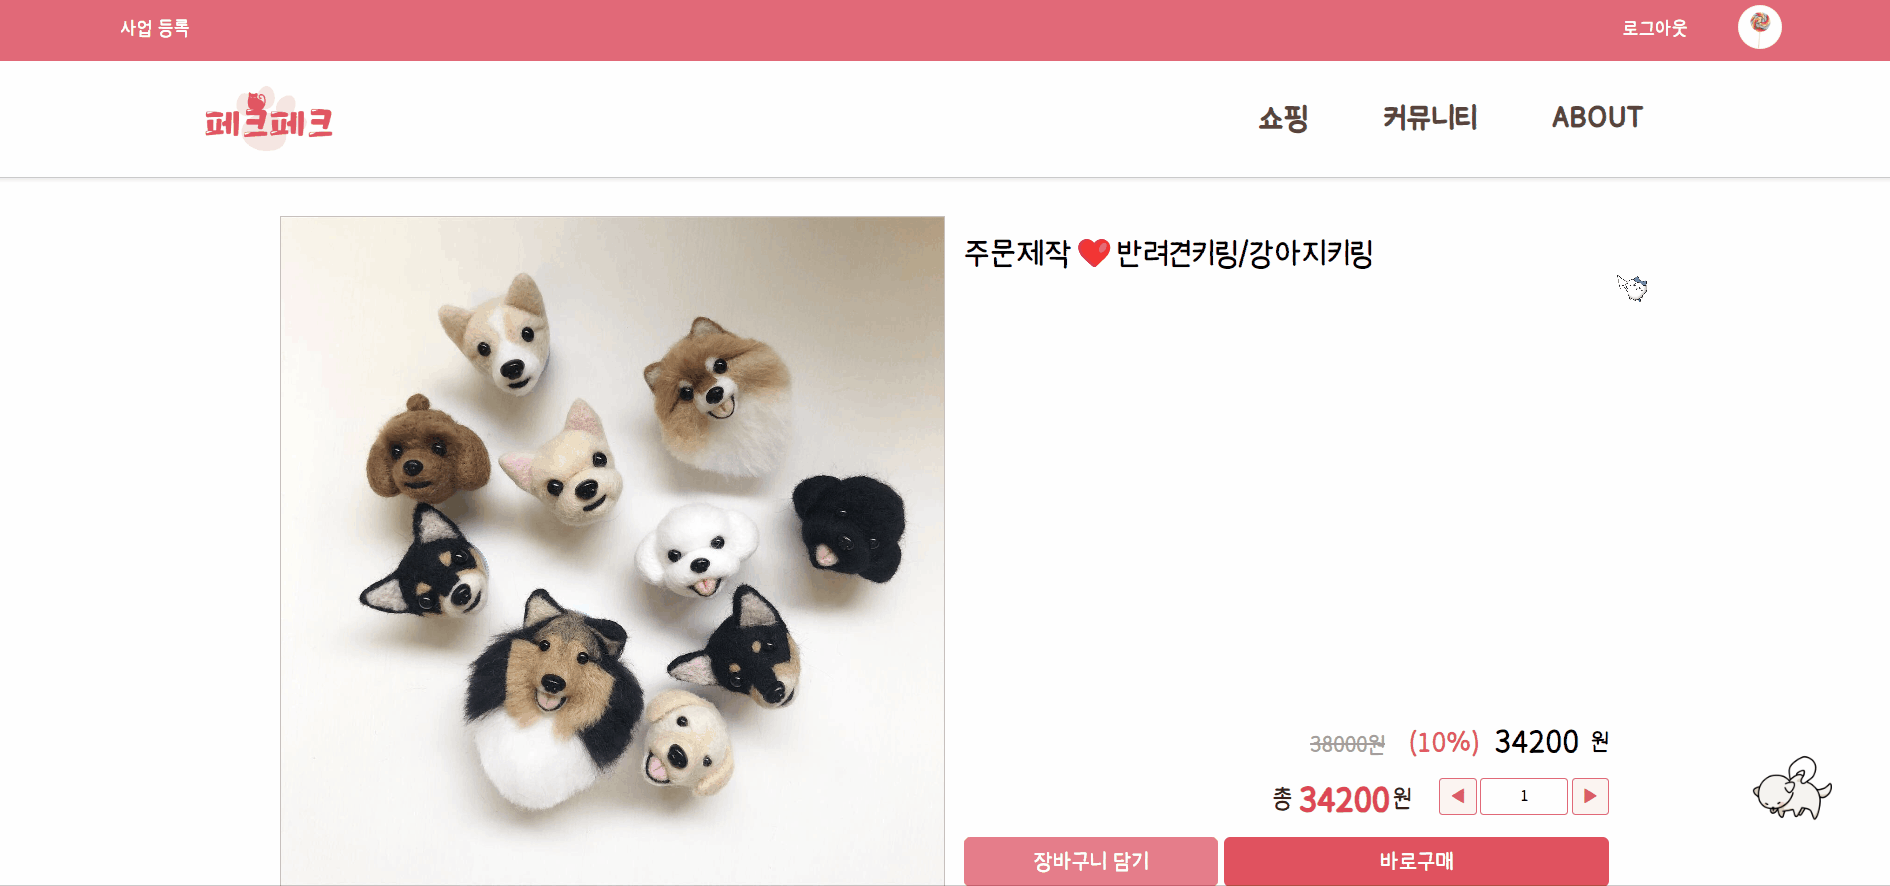 사업 등록
로그아웃
페크페크
쇼핑
커뮤니티
ABOUT
주문제작 ❤️ 반려견키링/강아지키링
38000원 (10%) 34200 원
총 34200원 ◀ 1 ▶
장바구니 담기
바로구매